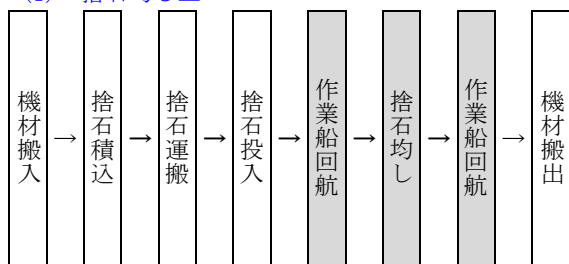 機材搬入
→
捨石積込
→
捨石運搬
→
捨石投入
→
作業船回航
→
捨石均し
→
作業船回航
→
機材搬出